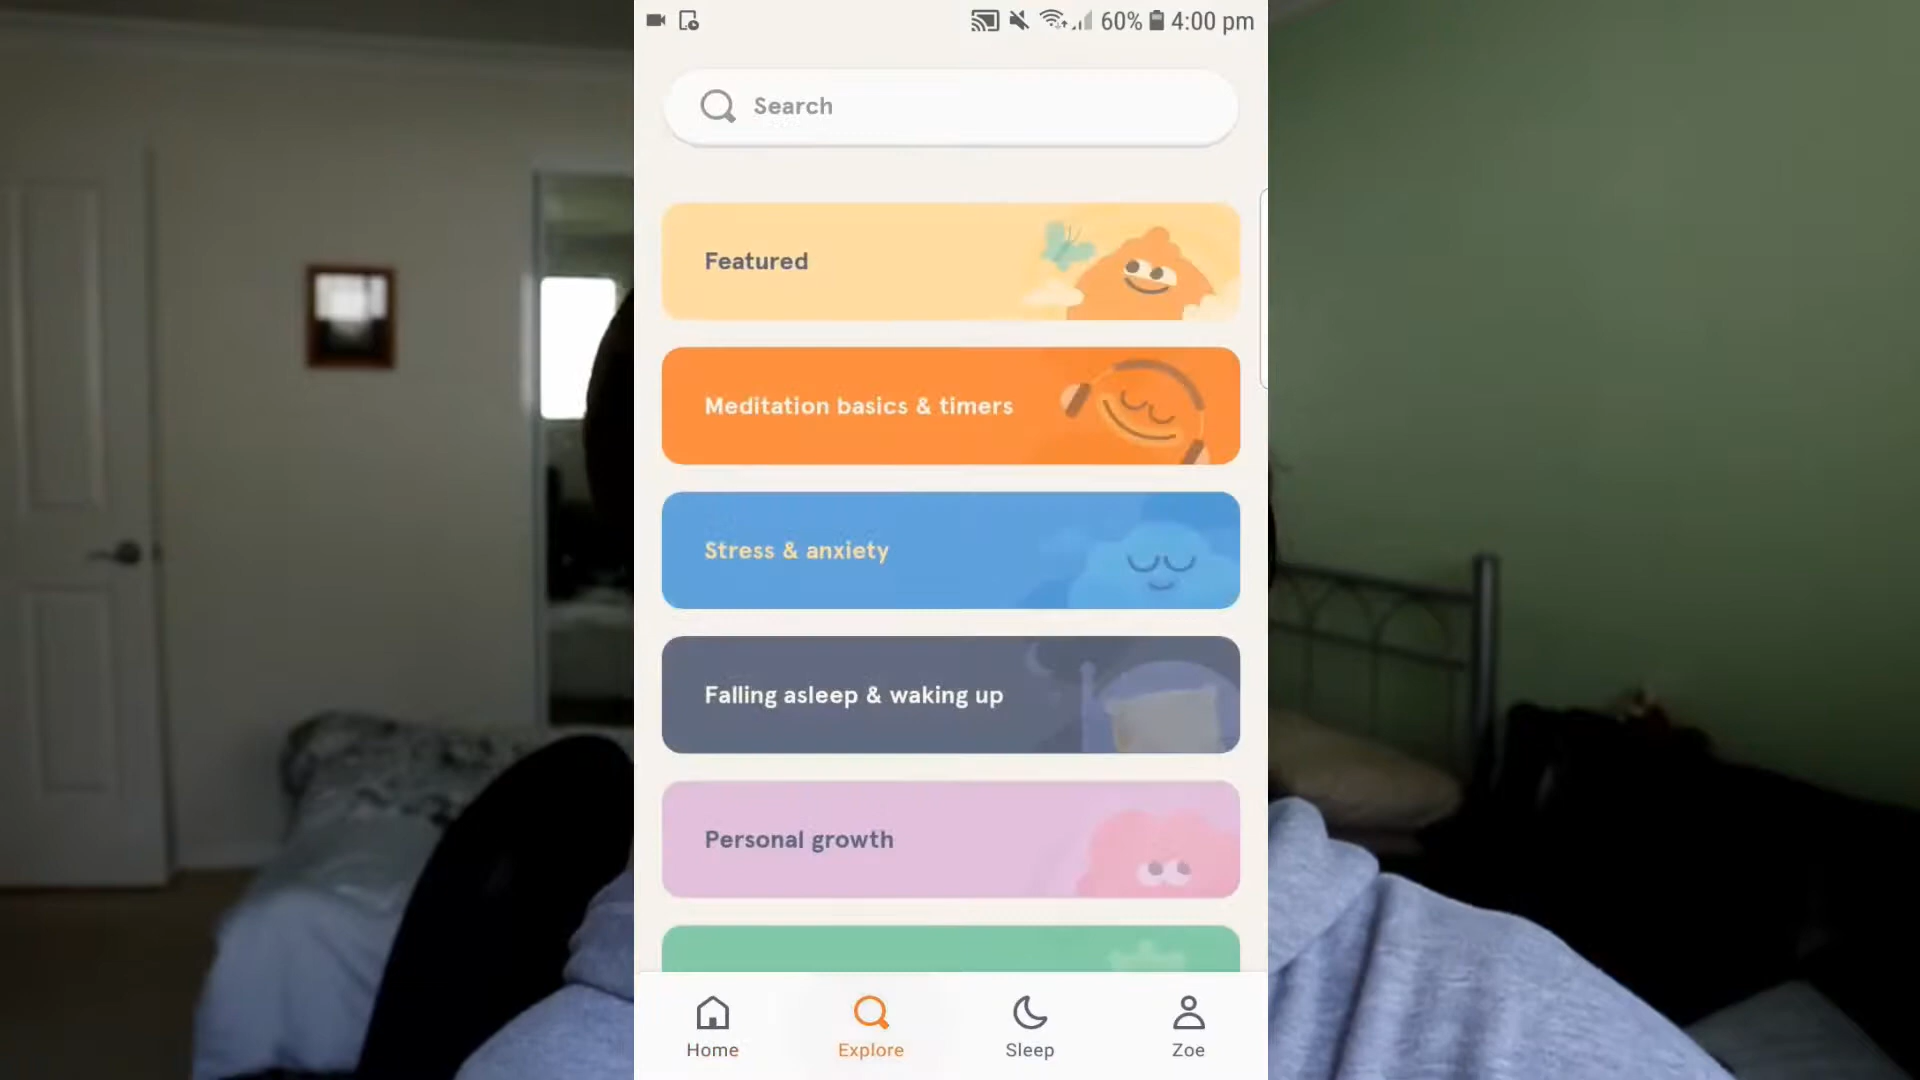 60% 4:00 pm
Search
Featured
Meditation basics & timers
Stress & anxiety
Falling asleep & waking up
Personal growth
Home Explore Sleep Zoe